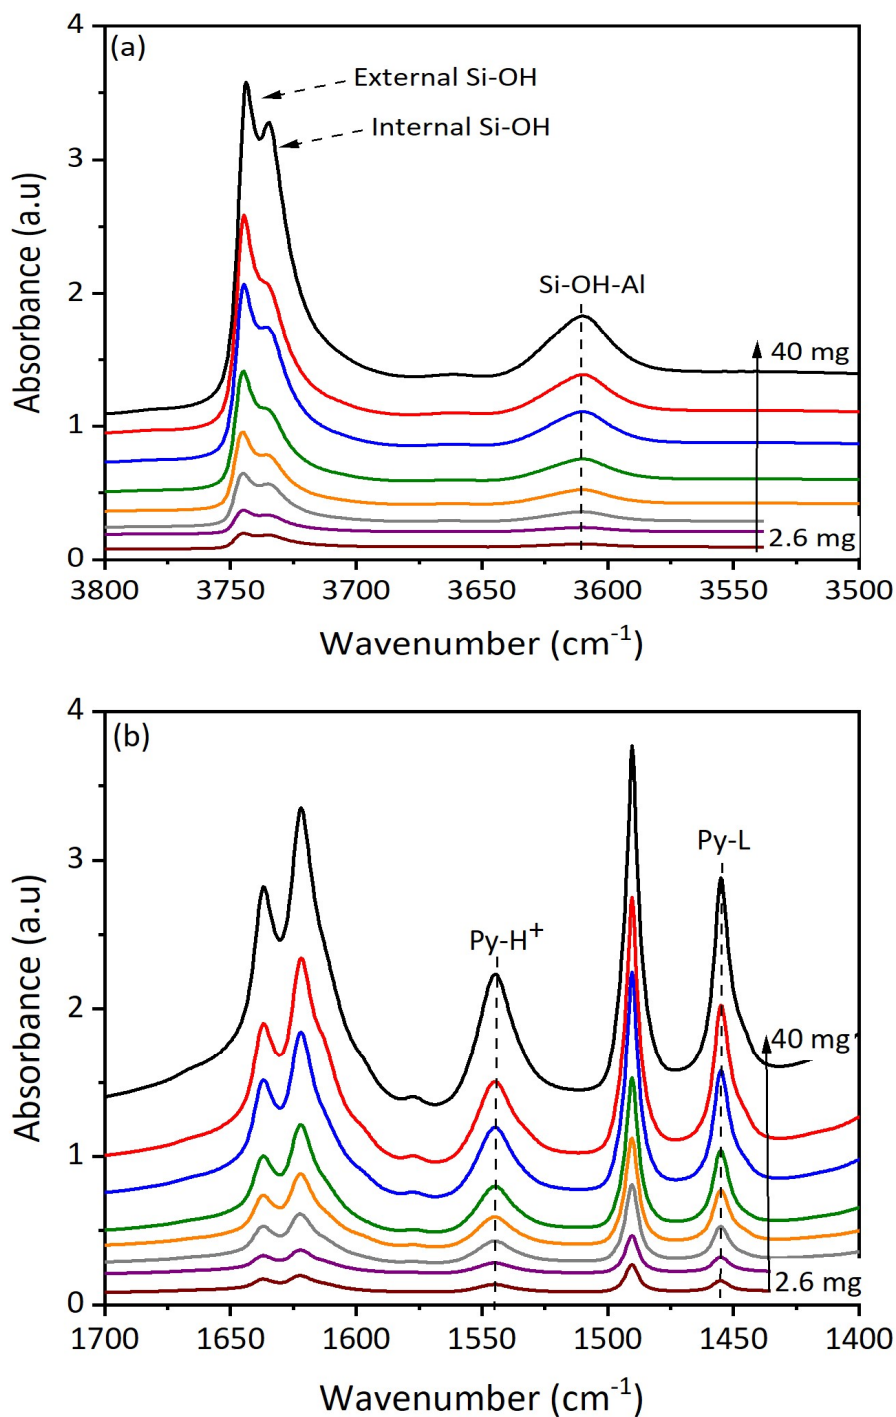 (a)
External Si-OH
Internal Si-OH
Si-OH-Al
40 mg
2.6 mg
Absorbance (a.u)
4
3
2
1
0
3800 3750 3700 3650 3600 3550 3500
Wavenumber (cm⁻¹)
(b)
Py-H⁺
Py-L
40 mg
2.6 mg
Absorbance (a.u)
4
3
2
1
0
1700 1650 1600 1550 1500 1450 1400
Wavenumber (cm⁻¹)